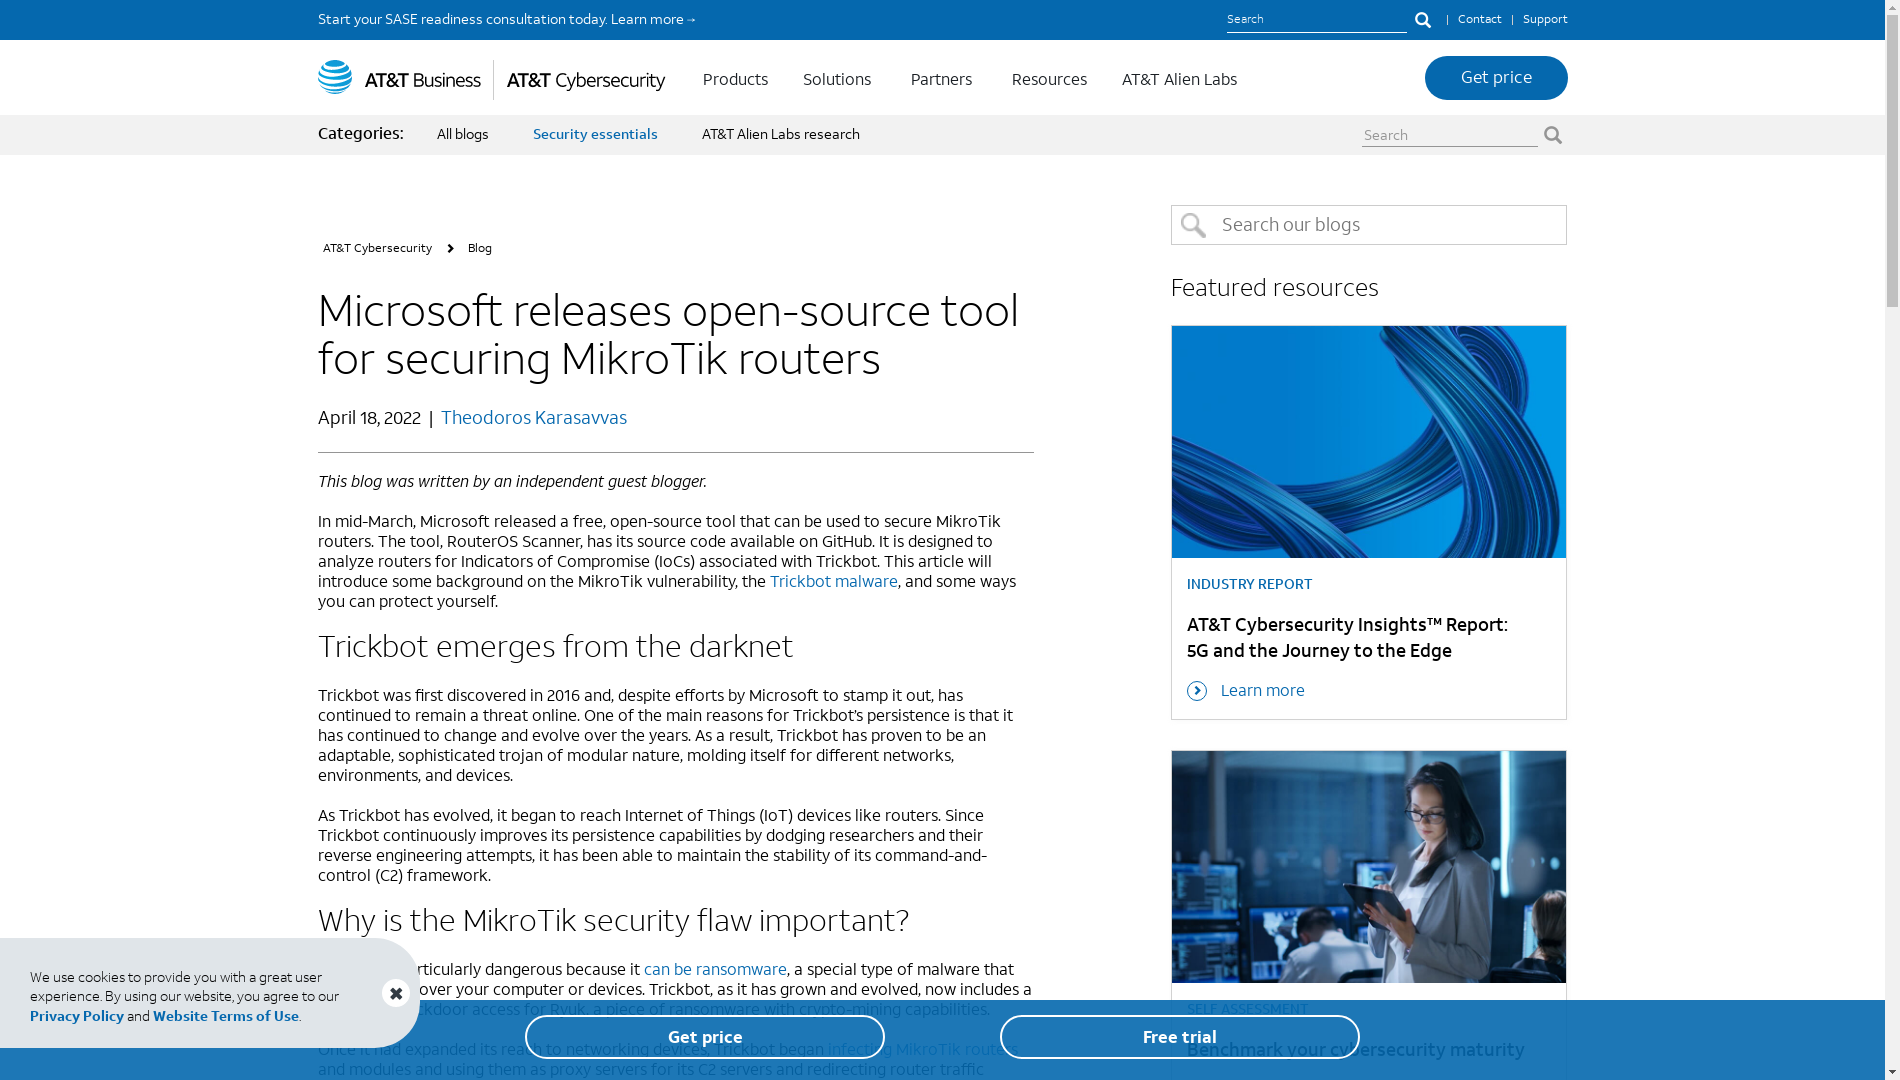 Start your SASE readiness consultation today. Learn more→
Search
| Contact | Support
AT&T Business | AT&T Cybersecurity
Products Solutions Partners Resources AT&T Alien Labs
Get price
Categories: All blogs Security essentials AT&T Alien Labs research
Search
Search our blogs
AT&T Cybersecurity > Blog
Microsoft releases open-source tool
for securing MikroTik routers
April 18, 2022 | Theodoros Karasavvas
This blog was written by an independent guest blogger.
In mid-March, Microsoft released a free, open-source tool that can be used to secure MikroTik
routers. The tool, RouterOS Scanner, has its source code available on GitHub. It is designed to
analyze routers for Indicators of Compromise (IoCs) associated with Trickbot. This article will
introduce some background on the MikroTik vulnerability, the Trickbot malware, and some ways
you can protect yourself.
Trickbot emerges from the darknet
Trickbot was first discovered in 2016 and, despite efforts by Microsoft to stamp it out, has
continued to remain a threat online. One of the main reasons for Trickbot's persistence is that it
has continued to change and evolve over the years. As a result, Trickbot has proven to be an
adaptable, sophisticated trojan of modular nature, molding itself for different networks,
environments, and devices.
As Trickbot has evolved, it began to reach Internet of Things (IoT) devices like routers. Since
Trickbot continuously improves its persistence capabilities by dodging researchers and their
reverse engineering attempts, it has been able to maintain the stability of its command-and-
control (C2) framework.
Why is the MikroTik security flaw important?
particularly dangerous because it can be ransomware, a special type of malware that
over your computer or devices. Trickbot, as it has grown and evolved, now includes a
access for Ryuk, a piece of ransomware with crypto-mining capabilities.
Once it had expanded its reach to networking devices, Trickbot began infecting MikroTik routers
and modules and using them as proxy servers for its C2 servers and redirecting router traffic
Featured resources
INDUSTRY REPORT
AT&T Cybersecurity Insights™ Report:
5G and the Journey to the Edge
Learn more
SELF ASSESSMENT
Benchmark your cybersecurity maturity
We use cookies to provide you with a great user
experience. By using our website, you agree to our
Privacy Policy and Website Terms of Use.
Get price
Free trial